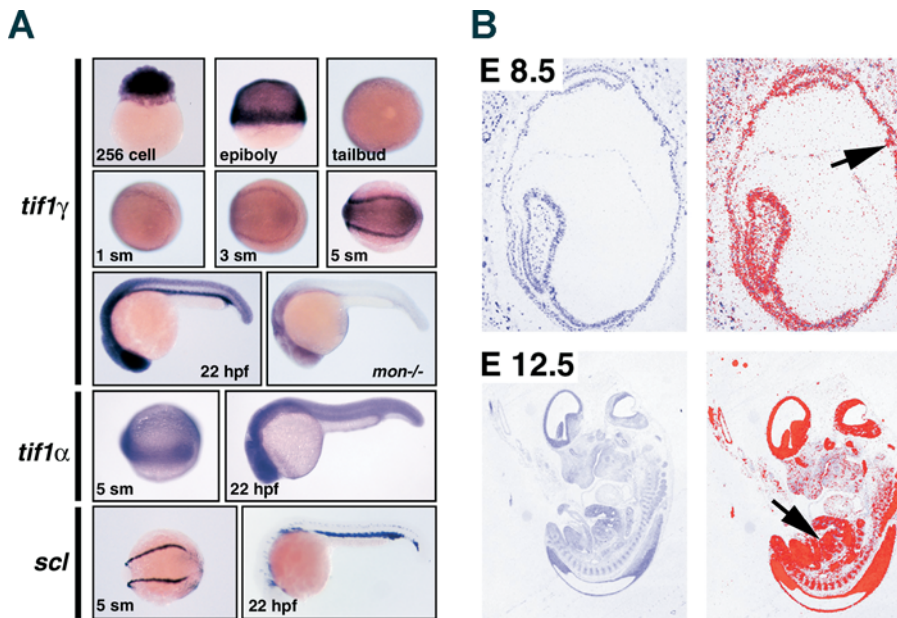 A
B
tif1γ
256 cell
epiboly
tailbud
1 sm
3 sm
5 sm
22 hpf
mon-/-
tif1α
5 sm
22 hpf
scl
5 sm
22 hpf
E 8.5
E 12.5